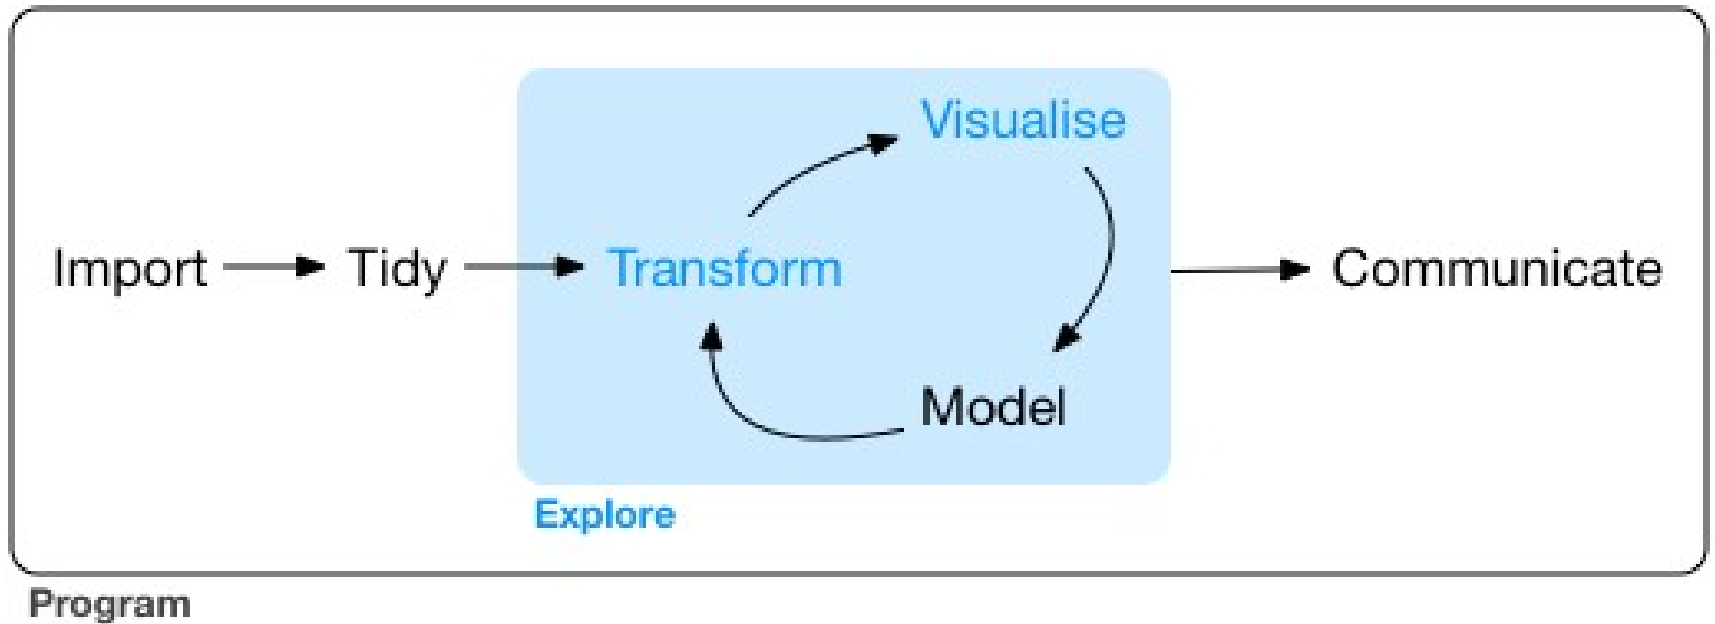 Visualise
Import Tidy Transform Communicate
Model
Explore
Program